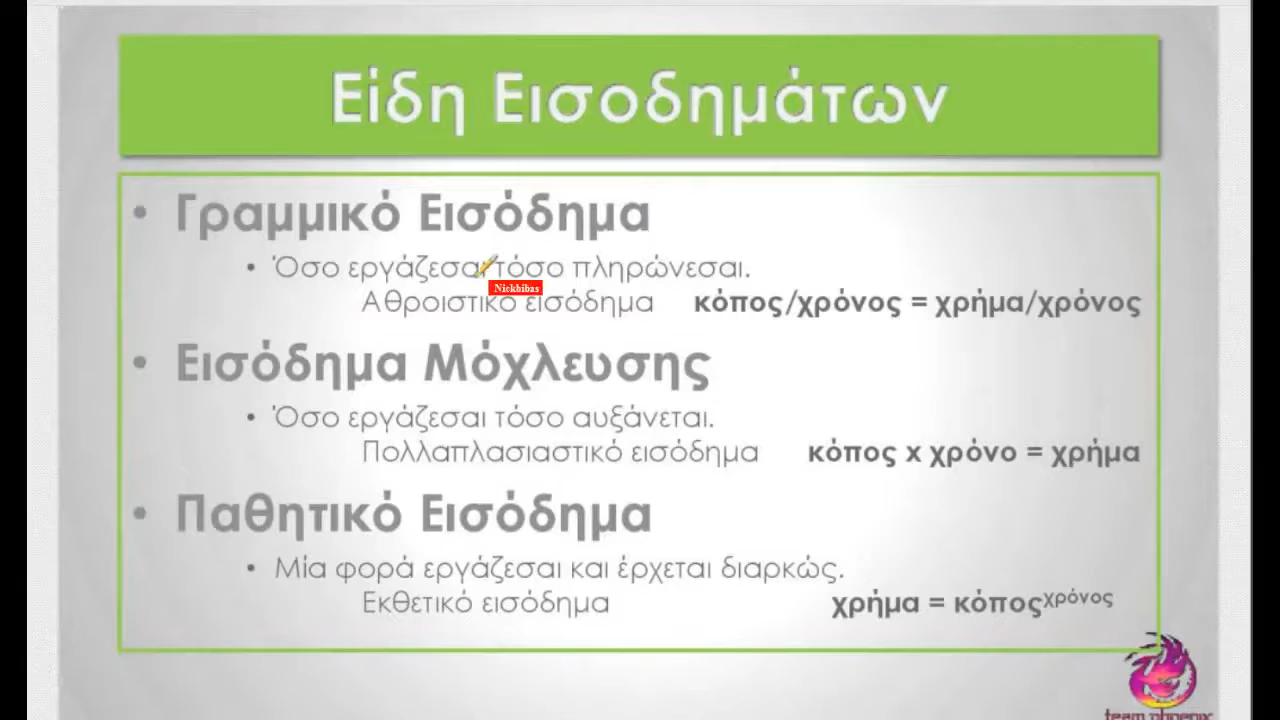 Είδη Εισοδημάτων
• Γραμμικό Εισόδημα
• Όσο εργάζεσαι τόσο πληρώνεσαι.
Nickbibas
Αθροιστικό εισόδημα κόπος/χρόνος = χρήμα/χρόνος
• Εισόδημα Μόχλευσης
• Όσο εργάζεσαι τόσο αυξάνεται.
Πολλαπλασιαστικό εισόδημα κόπος x χρόνο = χρήμα
• Παθητικό Εισόδημα
• Μία φορά εργάζεσαι και έρχεται διαρκώς.
Εκθετικό εισόδημα χρήμα = κόπος^χρόνος
team phoenix